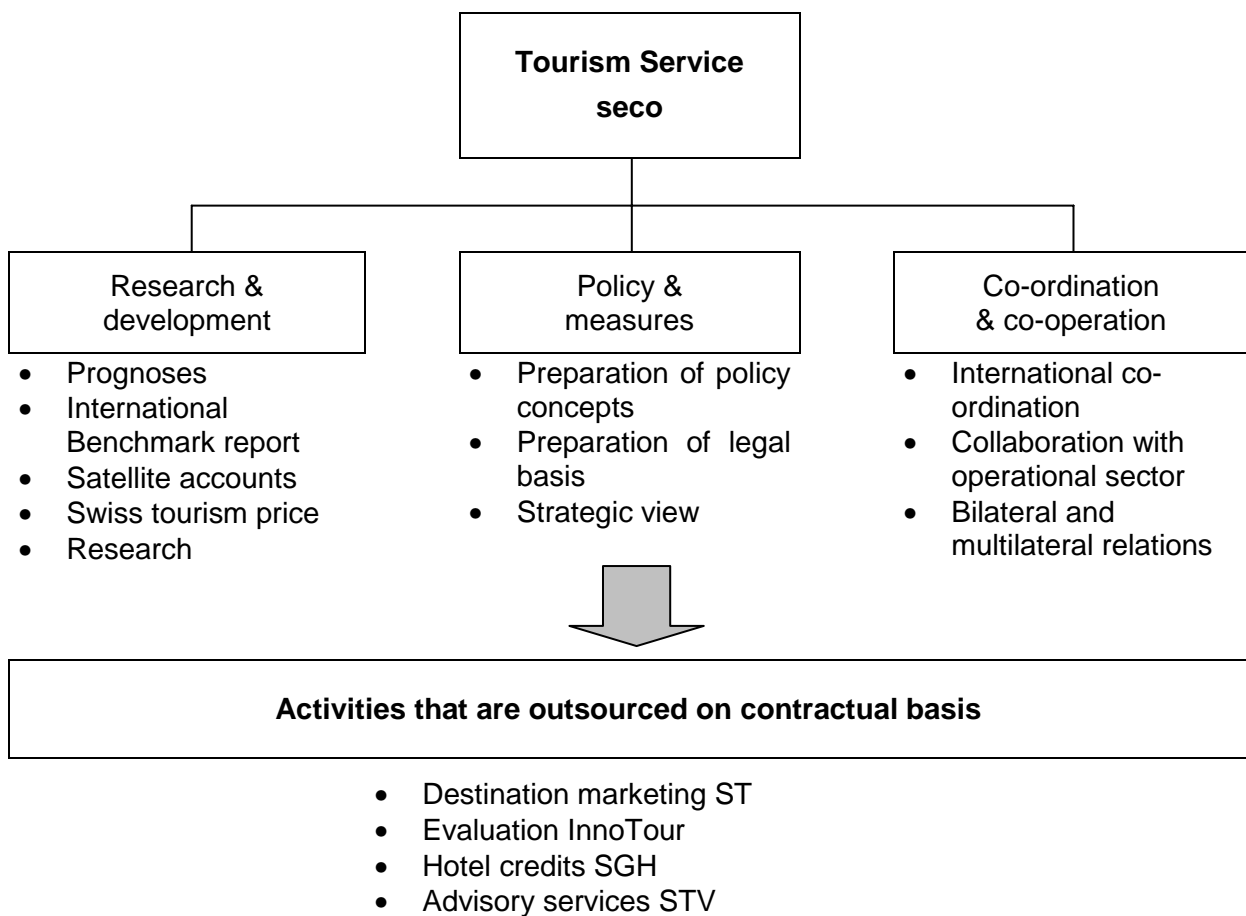 Tourism Service
seco
Research &
development
• Prognoses
• International
Benchmark report
• Satellite accounts
• Swiss tourism price
• Research
Policy &
measures
• Preparation of policy
concepts
• Preparation of legal
basis
• Strategic view
Co-ordination
& co-operation
• International co-
ordination
• Collaboration with
operational sector
• Bilateral and
multilateral relations
Activities that are outsourced on contractual basis
• Destination marketing ST
• Evaluation InnoTour
• Hotel credits SGH
• Advisory services STV